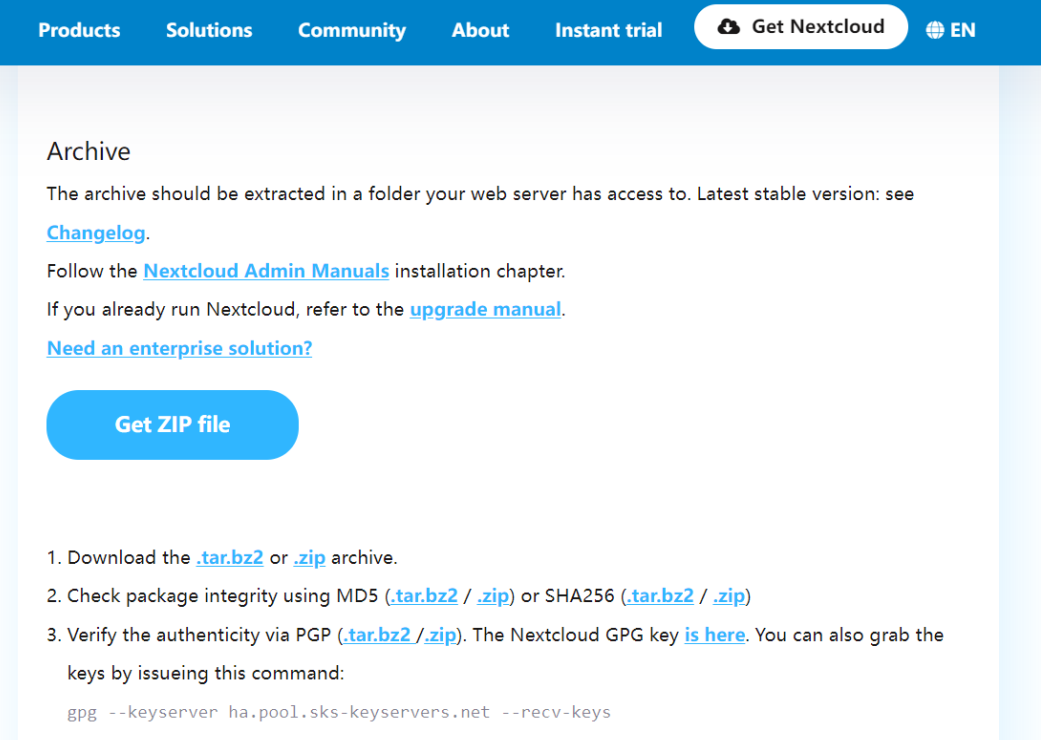 Products Solutions Community About Instant trial Get Nextcloud EN
Archive
The archive should be extracted in a folder your web server has access to. Latest stable version: see
Changelog.
Follow the Nextcloud Admin Manuals installation chapter.
If you already run Nextcloud, refer to the upgrade manual.
Need an enterprise solution?
Get ZIP file
1. Download the .tar.bz2 or .zip archive.
2. Check package integrity using MD5 (.tar.bz2 / .zip) or SHA256 (.tar.bz2 / .zip)
3. Verify the authenticity via PGP (.tar.bz2 /.zip). The Nextcloud GPG key is here. You can also grab the
keys by issueing this command:
gpg --keyserver ha.pool.sks-keyservers.net --recv-keys